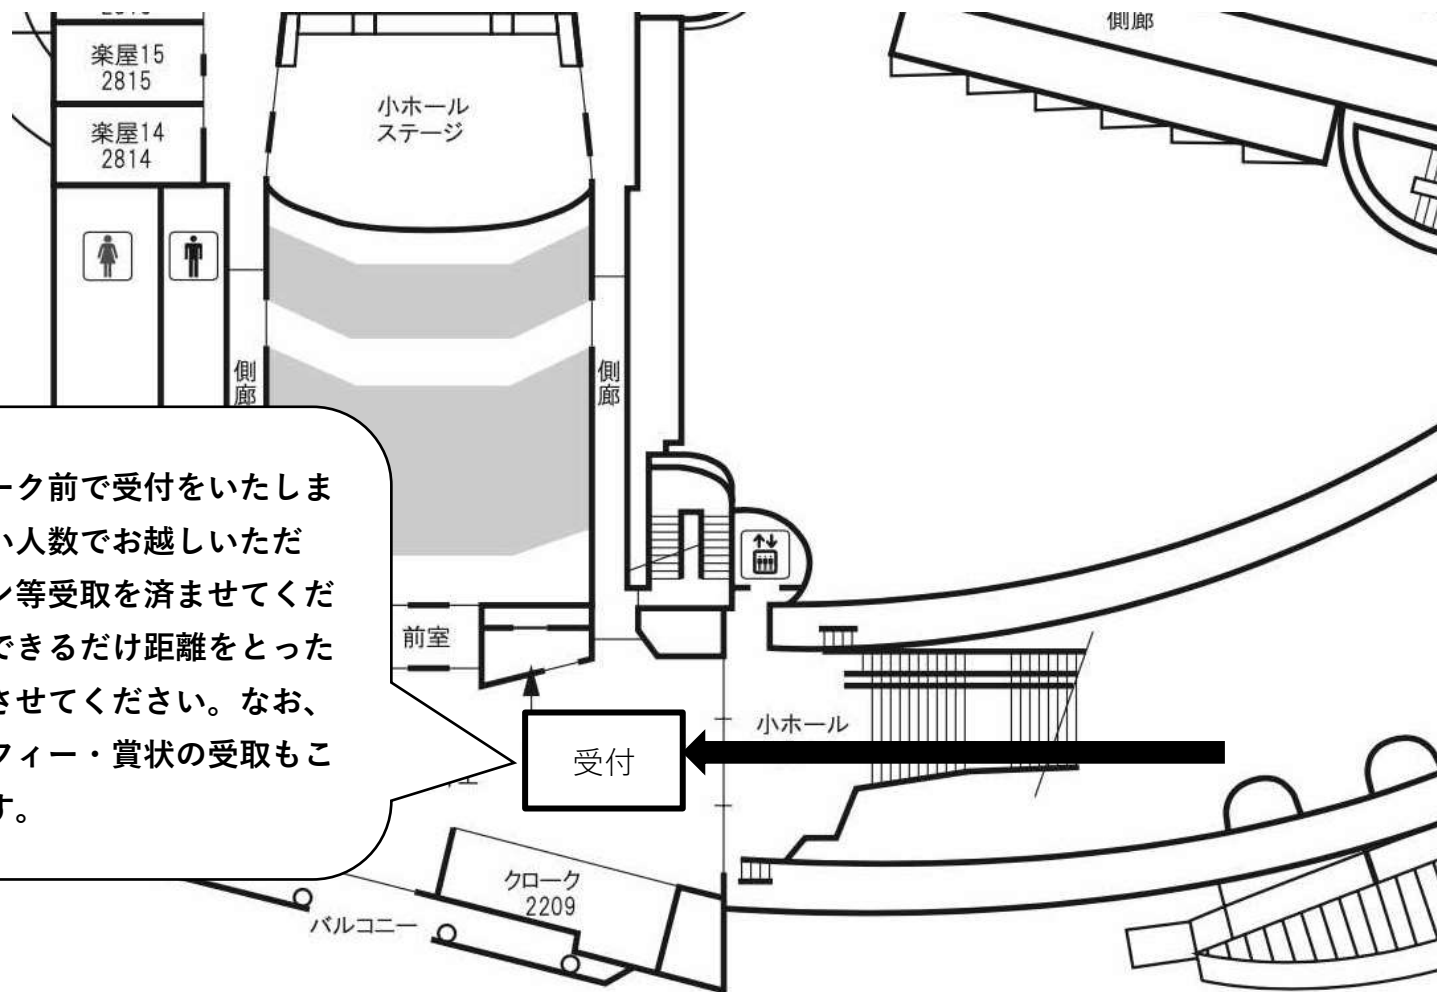 側廊
楽屋15
2815
小ホール
ステージ
楽屋14
2814
側
廊
側
廊
ーク前で受付をいたしま
い人数でお越しいただ
ン等受取を済ませてくだ
できるだけ距離をとった
させてください。なお、
フィー・賞状の受取もこ
す。
前室
小ホール
受付
クローク
2209
バルコニー